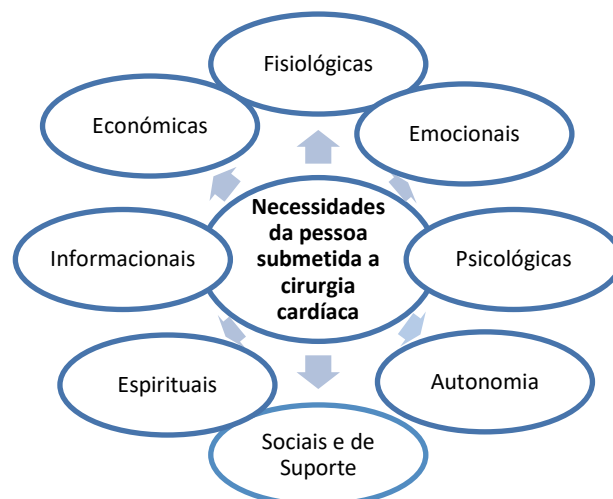 Fisiológicas
Económicas
Emocionais
Necessidades
da pessoa
submetida a
cirurgia
cardíaca
Informacionais
Psicológicas
Espirituais
Autonomia
Sociais e de
Suporte